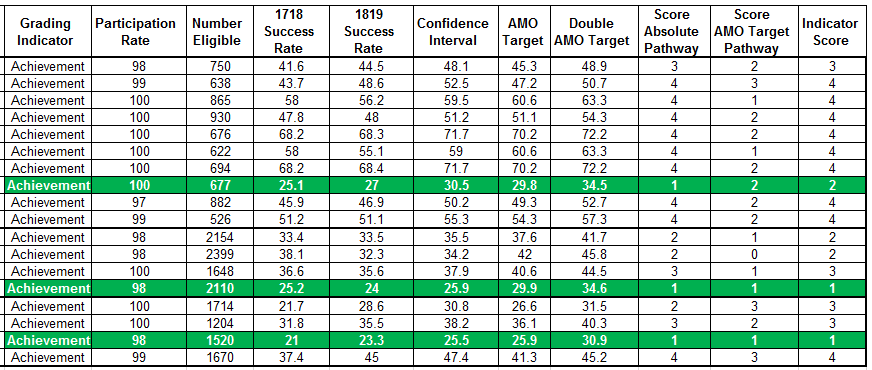 Grading Indicator Participation Rate Number Eligible 1718 Success Rate 1819 Success Rate Confidence Interval AMO Target Double AMO Target Score Absolute Pathway Score AMO Target Pathway Indicator Score
Achievement 98 750 41.6 44.5 48.1 45.3 48.9 3 2 3
Achievement 99 638 43.7 48.6 52.5 47.2 50.7 4 3 4
Achievement 100 865 58 56.2 59.5 60.6 63.3 4 1 4
Achievement 100 930 47.8 48 51.2 51.1 54.3 4 2 4
Achievement 100 676 68.2 68.3 71.7 70.2 72.2 4 2 4
Achievement 100 622 58 55.1 59 60.6 63.3 4 1 4
Achievement 100 694 68.2 68.4 71.7 70.2 72.2 4 2 4
Achievement 100 677 25.1 27 30.5 29.8 34.5 1 2 2
Achievement 97 882 45.9 46.9 50.2 49.3 52.7 4 2 4
Achievement 99 526 51.2 51.1 55.3 54.3 57.3 4 2 4
Achievement 98 2154 33.4 33.5 35.5 37.6 41.7 2 1 2
Achievement 98 2399 38.1 32.3 34.2 42 45.8 2 0 2
Achievement 100 1648 36.6 35.6 37.9 40.6 44.5 3 1 3
Achievement 98 2110 25.2 24 25.9 29.9 34.6 1 1 1
Achievement 100 1714 21.7 28.6 30.8 26.6 31.5 2 3 3
Achievement 100 1204 31.8 35.5 38.2 36.1 40.3 3 2 3
Achievement 98 1520 21 23.3 25.5 25.9 30.9 1 1 1
Achievement 99 1670 37.4 45 47.4 41.3 45.2 4 3 4